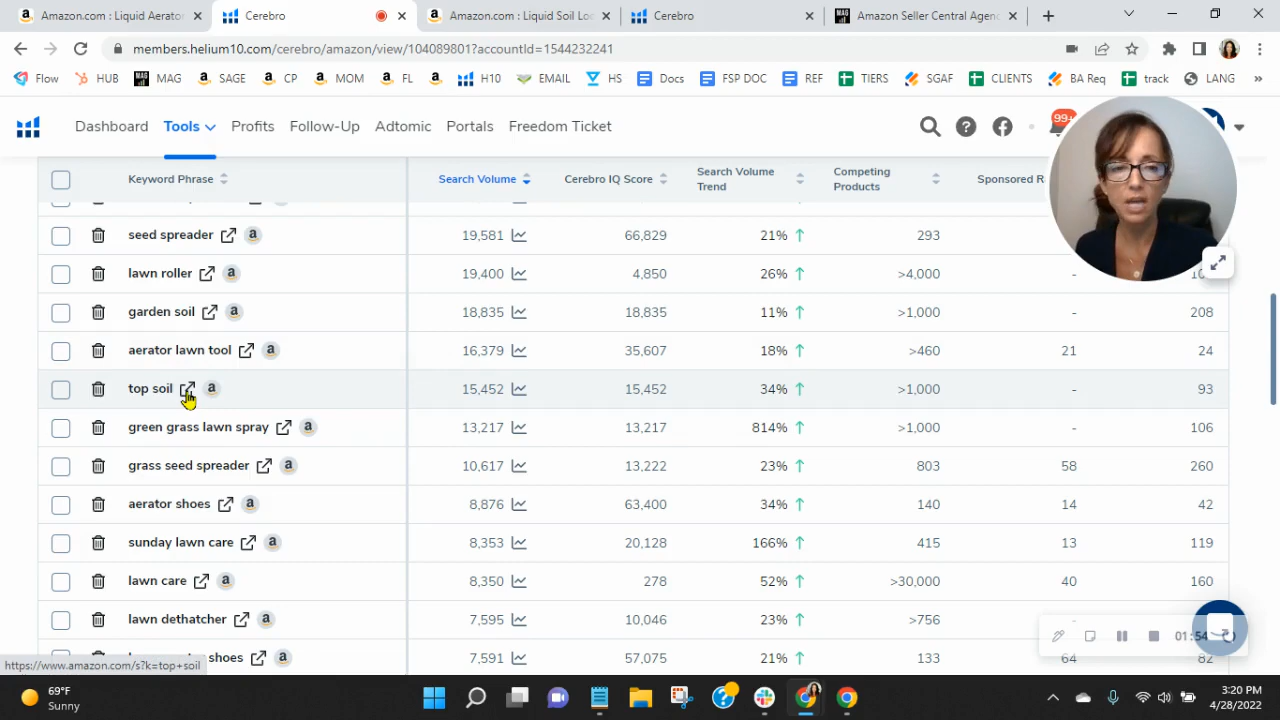 Amazon.com : Liquid Aerator
Cerebro
Amazon.com : Liquid Soil Loo
Cerebro
MAG Amazon Seller Central Agenc
members.helium10.com/cerebro/amazon/view/104089801?accountId=1544232241
Flow HUB MAG SAGE CP MOM FL H10 EMAIL HS Docs FSP DOC REF TIERS SGAF CLIENTS BA Req track LANG »
Dashboard Tools Profits Follow-Up Adtomic Portals Freedom Ticket 99+
Keyword Phrase Search Volume Cerebro IQ Score Search Volume Trend Competing Products Sponsored R
seed spreader a 19,581 66,829 21% ↑ 293
lawn roller a 19,400 4,850 26% ↑ >4,000 -
garden soil a 18,835 18,835 11% ↑ >1,000 - 208
aerator lawn tool a 16,379 35,607 18% ↑ >460 21 24
top soil a 15,452 15,452 34% ↑ >1,000 - 93
green grass lawn spray a 13,217 13,217 814% ↑ >1,000 - 106
grass seed spreader a 10,617 13,222 23% ↑ 803 58 260
aerator shoes a 8,876 63,400 34% ↑ 140 14 42
sunday lawn care a 8,353 20,128 166% ↑ 415 13 119
lawn care a 8,350 278 52% ↑ >30,000 40 160
lawn dethatcher a 7,595 10,046 23% ↑ >756
1:54
shoes a 7,591 57,075 21% ↑ 133 64 82
https://www.amazon.com/s?k=top+soil
69°F
Sunny
3:20 PM
4/28/2022